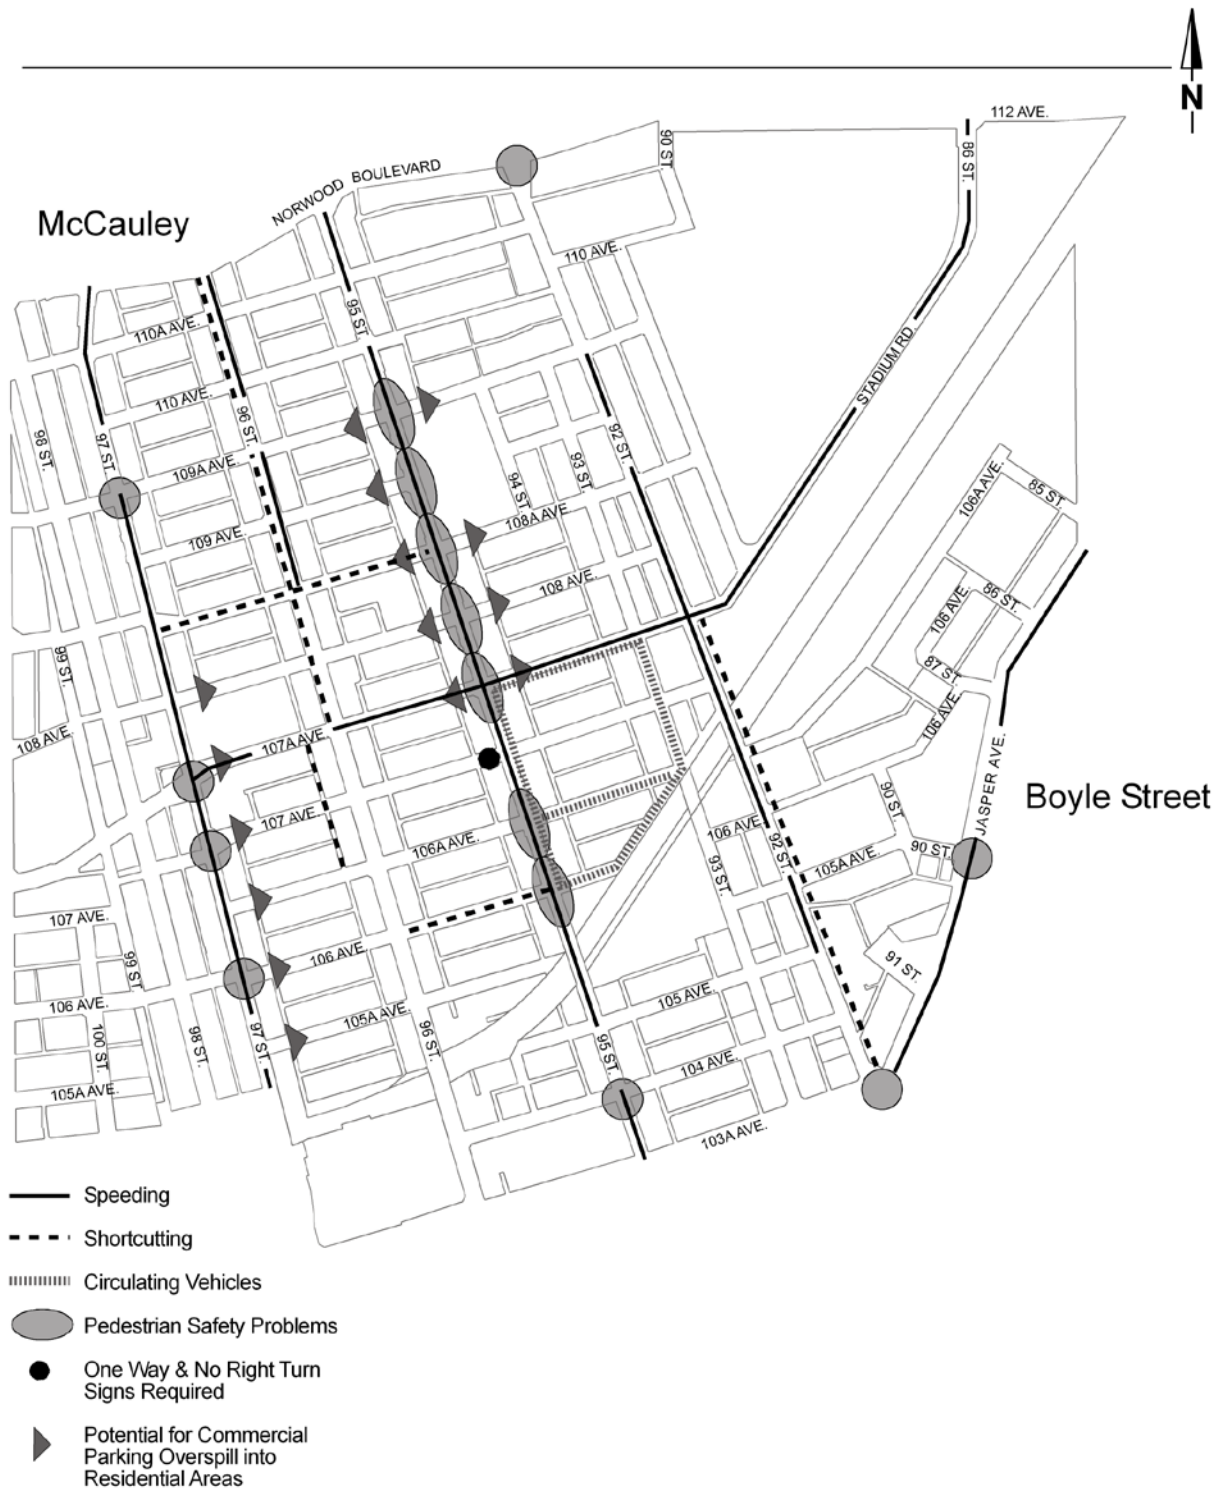 N
112 AVE.
90 ST.
86 ST.
NORWOOD BOULEVARD
McCauley
110 AVE.
95 ST.
110A AVE.
STADIUM RD.
110 AVE.
96 ST.
92 ST.
98 ST.
97 ST.
109A AVE.
93 ST.
94 ST.
106A AVE.
85 ST.
108A AVE.
109 AVE.
108 AVE.
86 ST.
106 AVE.
99 ST.
87 ST.
106 AVE.
108 AVE.
107A AVE.
JASPER AVE.
Boyle Street
90 ST.
107 AVE.
106 AVE.
106A AVE.
92 ST.
90 ST.
105A AVE.
93 ST.
107 AVE.
106 AVE.
99 ST.
91 ST.
105 AVE.
106 AVE.
105A AVE.
100 ST.
98 ST.
97 ST.
96 ST.
95 ST.
104 AVE.
105A AVE.
103A AVE.
Speeding
Shortcutting
Circulating Vehicles
Pedestrian Safety Problems
One Way & No Right Turn
Signs Required
Potential for Commercial
Parking Overspill into
Residential Areas